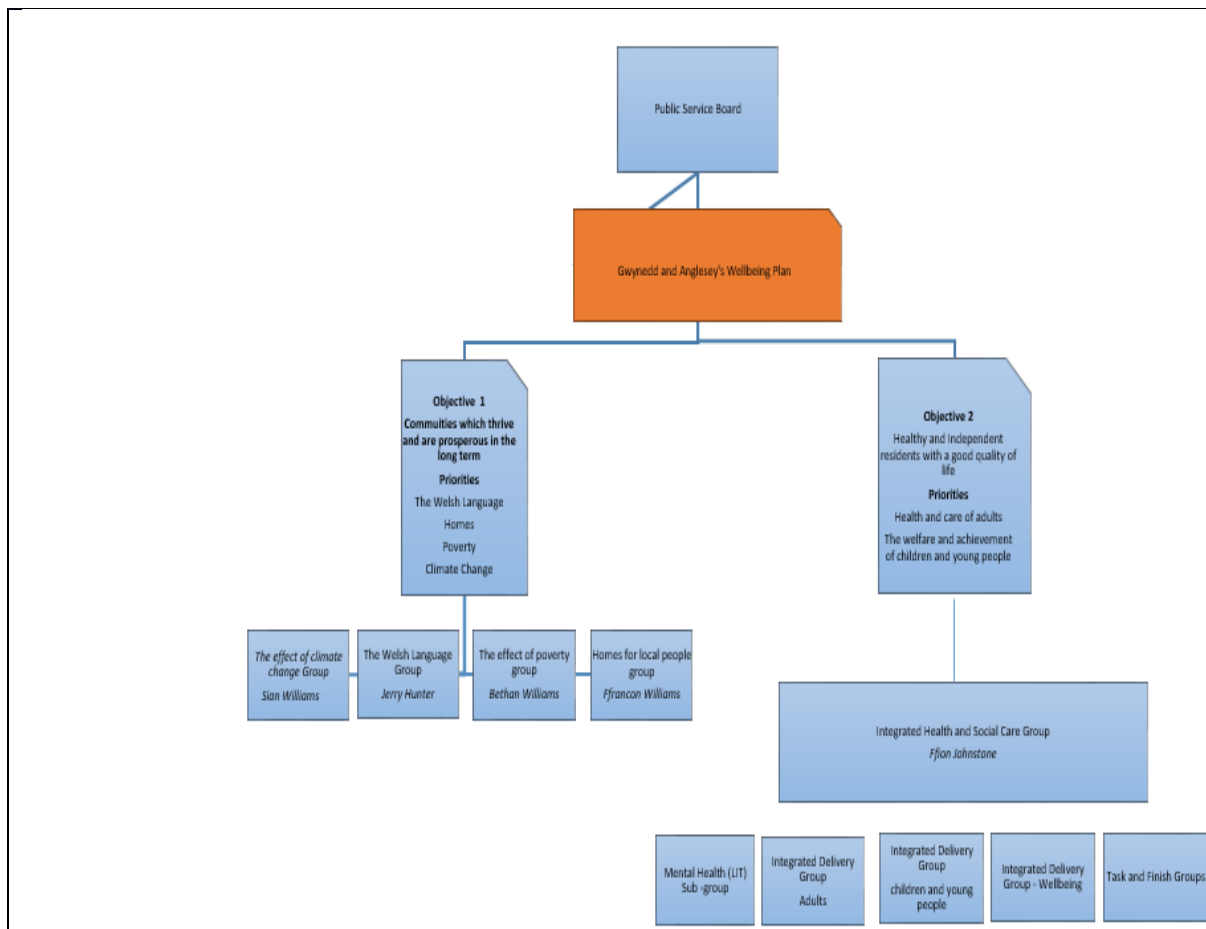 Public Service Board
Gwynedd and Anglesey's Wellbeing Plan
Objective 1
Commuities which thrive
and are prosperous in the
long term
Priorities
The Welsh Language
Homes
Poverty
Climate Change
Objective 2
Healthy and Independent
residents with a good quality of
life
Priorities
Health and care of adults
The welfare and achievement
of children and young people
The effect of climate
change Group
Sian Williams
The Welsh Language
Group
Jerry Hunter
The effect of poverty
group
Bethan Williams
Homes for local people
group
Ffrancon Williams
Integrated Health and Social Care Group
Ffion Johnstone
Mental Health (LIT)
Sub -group
Integrated Delivery
Group
Adults
Integrated Delivery
Group
children and young
people
Integrated Delivery
Group - Wellbeing
Task and Finish Groups